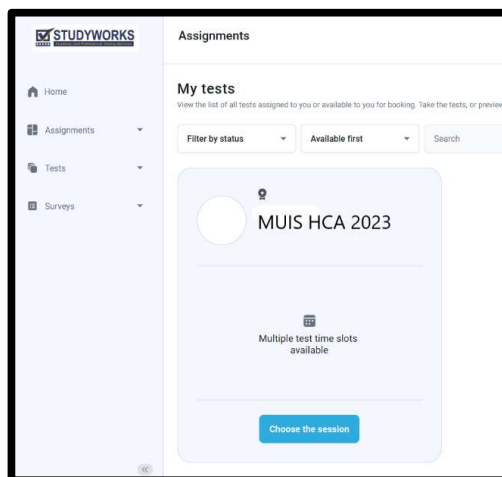 STUDYWORKS
Assignments
Home
Assignments
Tests
Surveys
My tests
View the list of all tests assigned to you or available to you for booking. Take the tests, or preview
Filter by status
Available first
Search
MUIS HCA 2023
Multiple test time slots
available
Choose the session